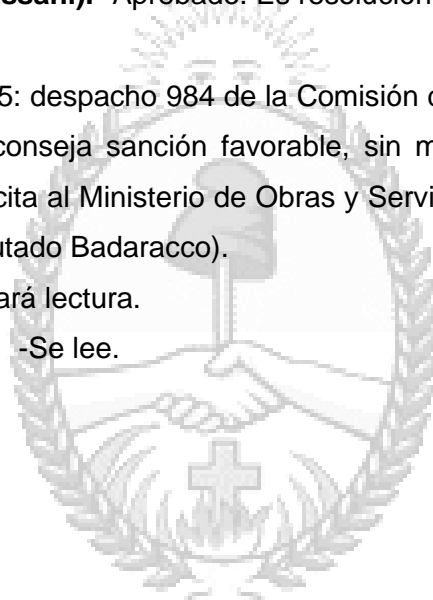 Aprobado. Es resolución
5: despacho 984 de la Comisión
conseja sanción favorable, sin
cita al Ministerio de Obras y
utado Badaracco).
ará lectura.
-Se lee.